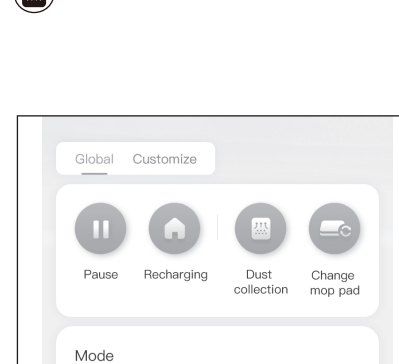 Global Customize
Pause Recharging Dust collection Change mop pad
Mode